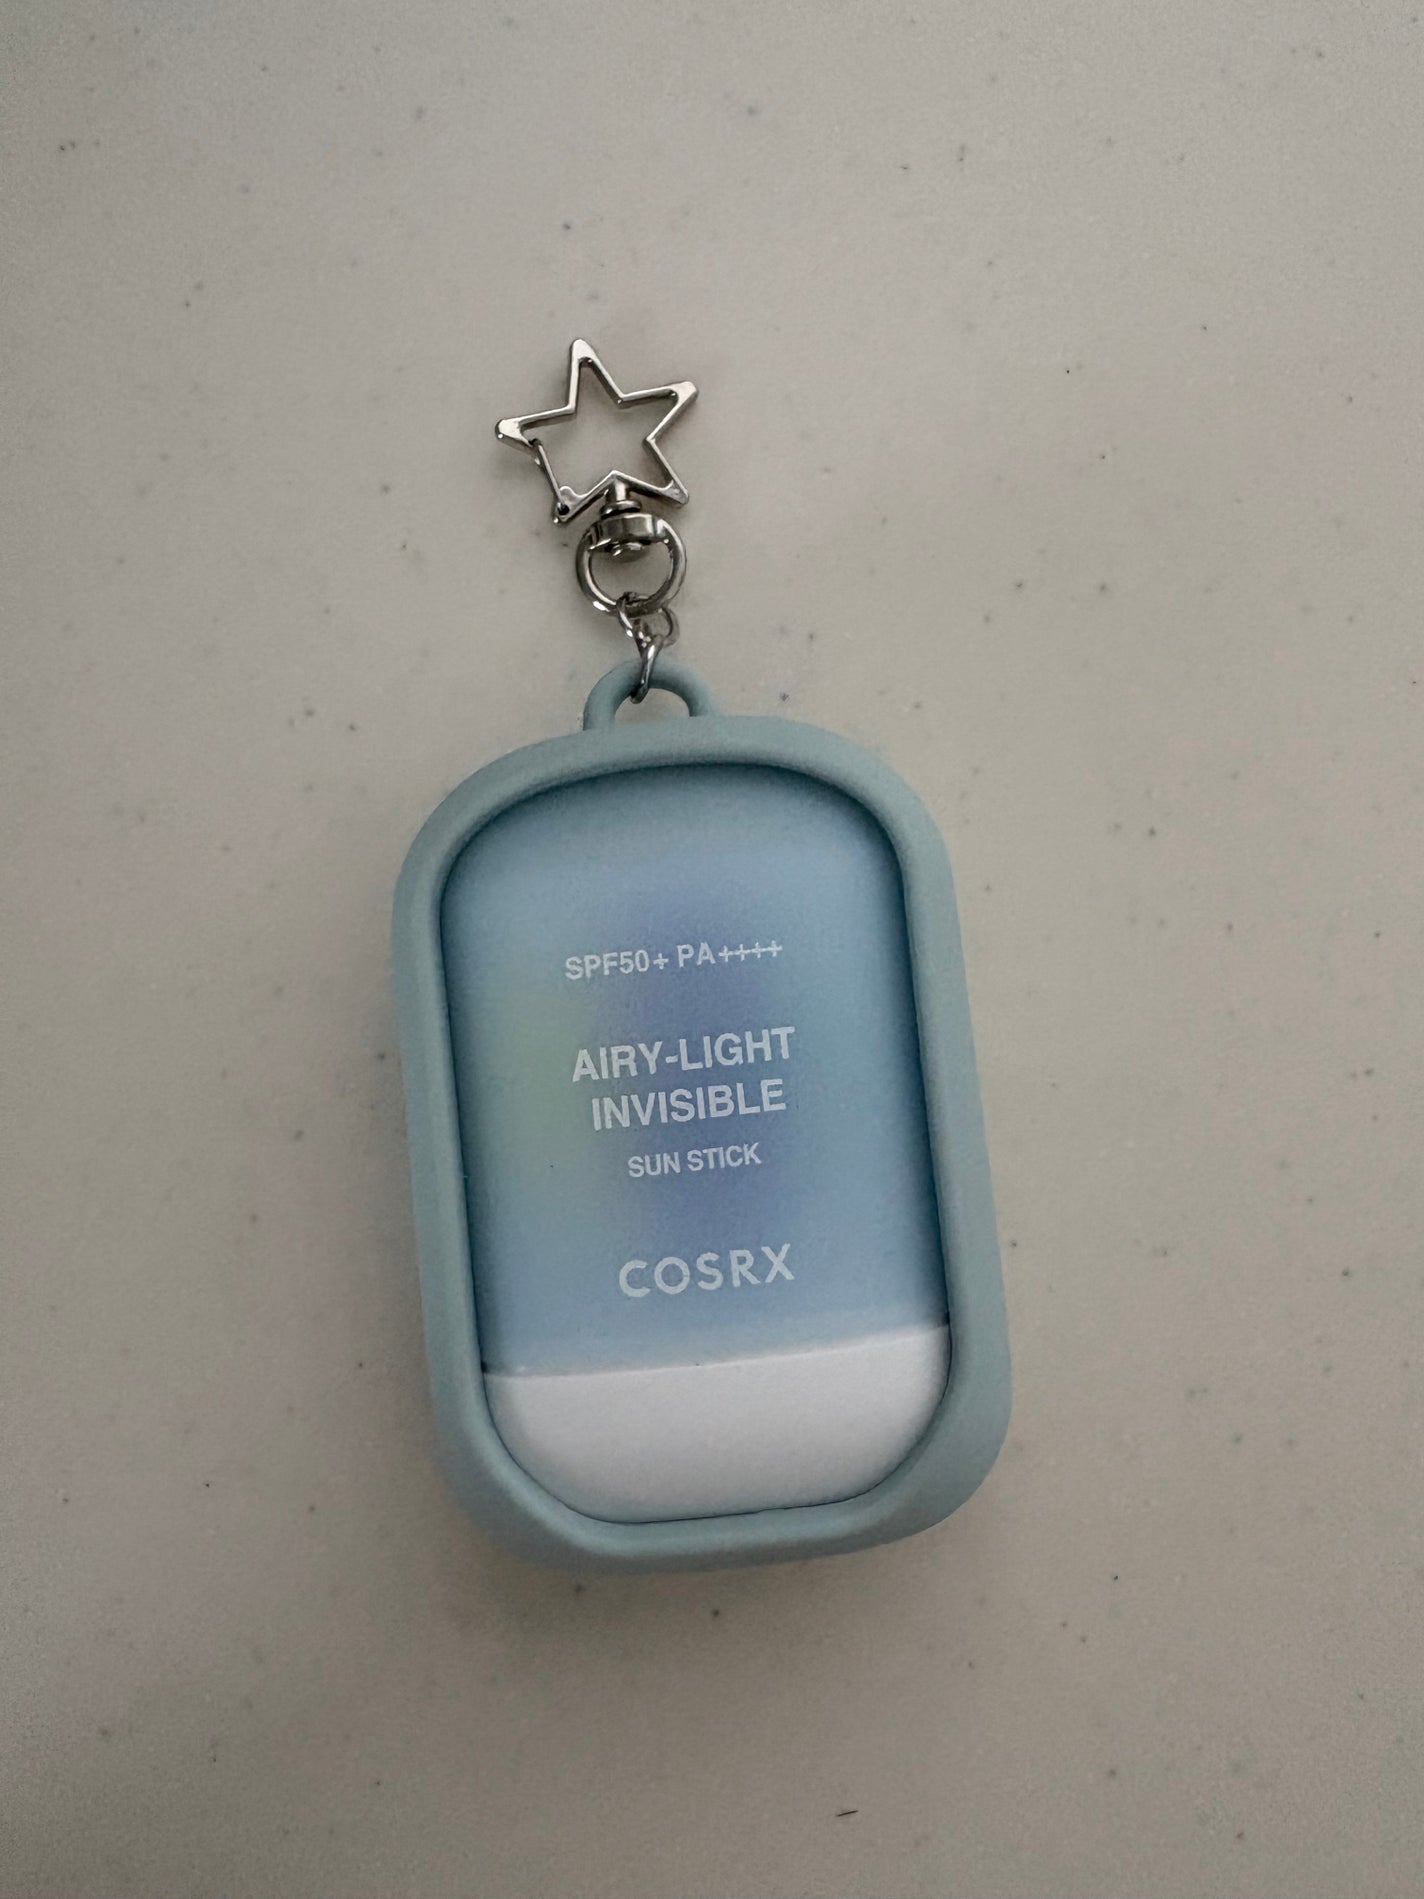 SPF50+ PA++++
AIRY-LIGHT
INVISIBLE
SUN STICK
COSRX